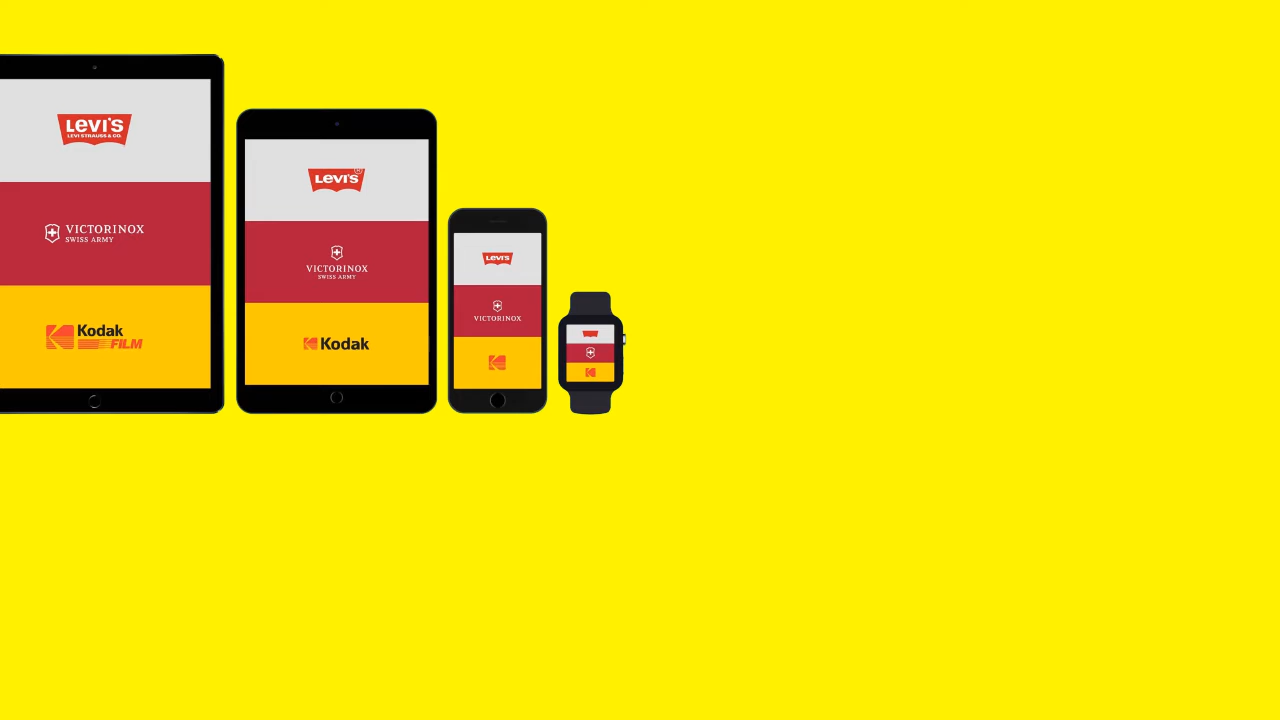 LEVI'S
LEVI STRAUSS & CO.
VICTORINOX
SWISS ARMY
Kodak
FILM
LEVI'S
VICTORINOX
SWISS ARMY
Kodak
LEVI'S
VICTORINOX